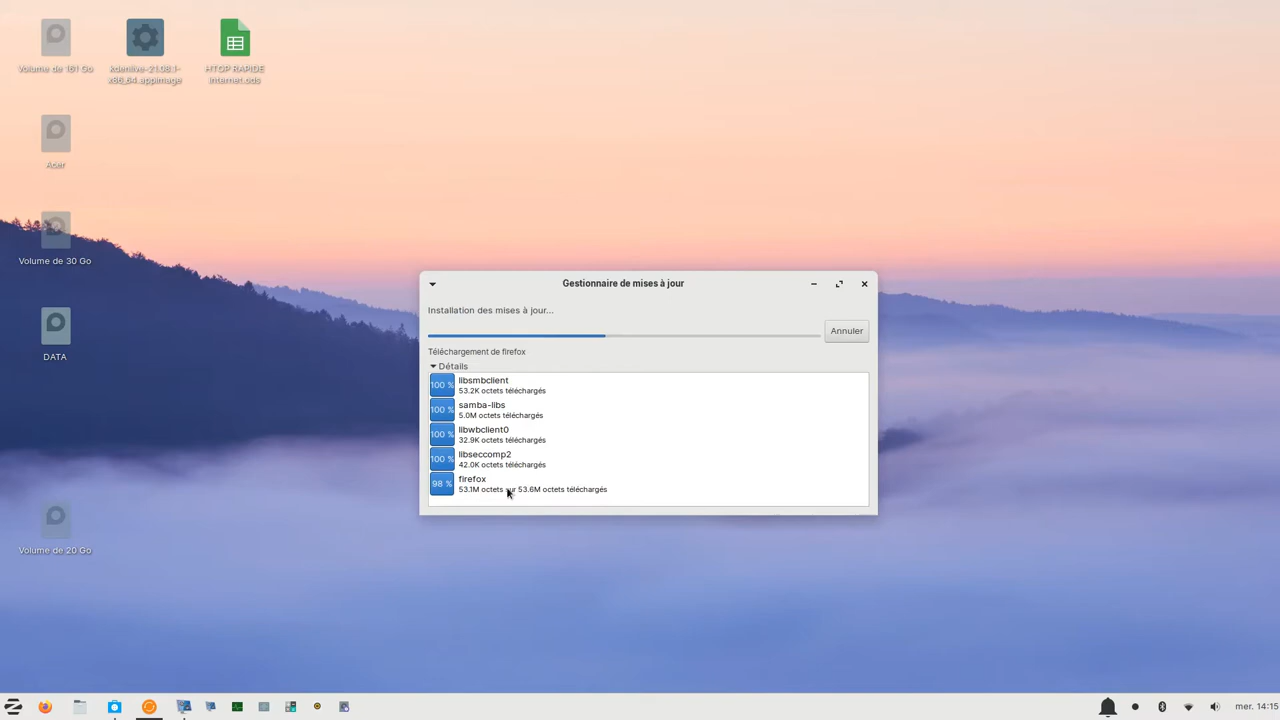 Volume de 161 Go
kdenlive-21.08.1-
x86_64.appimage
HTOP RAPIDE
internet.ods
Acer
Volume de 30 Go
DATA
Volume de 20 Go
Gestionnaire de mises à jour
Installation des mises à jour...
Annuler
Téléchargement de firefox
Détails
100 %
libsmbclient
53.2K octets téléchargés
100 %
samba-libs
5.0M octets téléchargés
100 %
libwbclient0
32.9K octets téléchargés
100 %
libseccomp2
42.0K octets téléchargés
98 %
firefox
53.1M octets sur 53.6M octets téléchargés
mer. 14:15